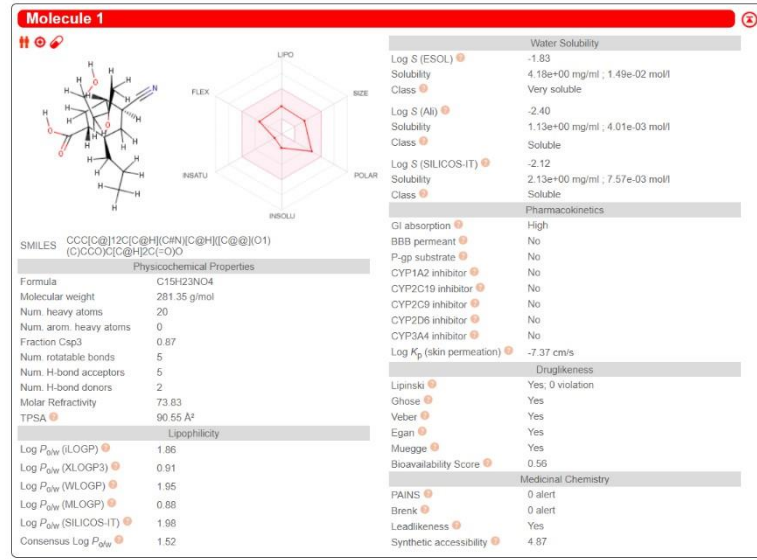 Molecule 1
LIPO
FLEX
SIZE
INSATU
POLAR
INSOLU
SMILES CCC[C@]12C[C@H](C#N)[C@H]([C@@](O1)
(C)CCO)C[C@H]2C(=O)O
Physicochemical Properties
Formula C15H23NO4
Molecular weight 281.35 g/mol
Num. heavy atoms 20
Num. arom. heavy atoms 0
Fraction Csp3 0.87
Num. rotatable bonds 5
Num. H-bond acceptors 5
Num. H-bond donors 2
Molar Refractivity 73.83
TPSA 90.55 Å²
Lipophilicity
Log Po/w (iLOGP) 1.86
Log Po/w (XLOGP3) 0.91
Log Po/w (WLOGP) 1.95
Log Po/w (MLOGP) 0.88
Log Po/w (SILICOS-IT) 1.98
Consensus Log Po/w 1.52
Water Solubility
Log S (ESOL) -1.83
Solubility 4.18e+00 mg/ml ; 1.49e-02 mol/l
Class Very soluble
Log S (Ali) -2.40
Solubility 1.13e+00 mg/ml ; 4.01e-03 mol/l
Class Soluble
Log S (SILICOS-IT) -2.12
Solubility 2.13e+00 mg/ml ; 7.57e-03 mol/l
Class Soluble
Pharmacokinetics
GI absorption High
BBB permeant No
P-gp substrate No
CYP1A2 inhibitor No
CYP2C19 inhibitor No
CYP2C9 inhibitor No
CYP2D6 inhibitor No
CYP3A4 inhibitor No
Log Kp (skin permeation) -7.37 cm/s
Druglikeness
Lipinski Yes; 0 violation
Ghose Yes
Veber Yes
Egan Yes
Muegge Yes
Bioavailability Score 0.56
Medicinal Chemistry
PAINS 0 alert
Brenk 0 alert
Leadlikeness Yes
Synthetic accessibility 4.87